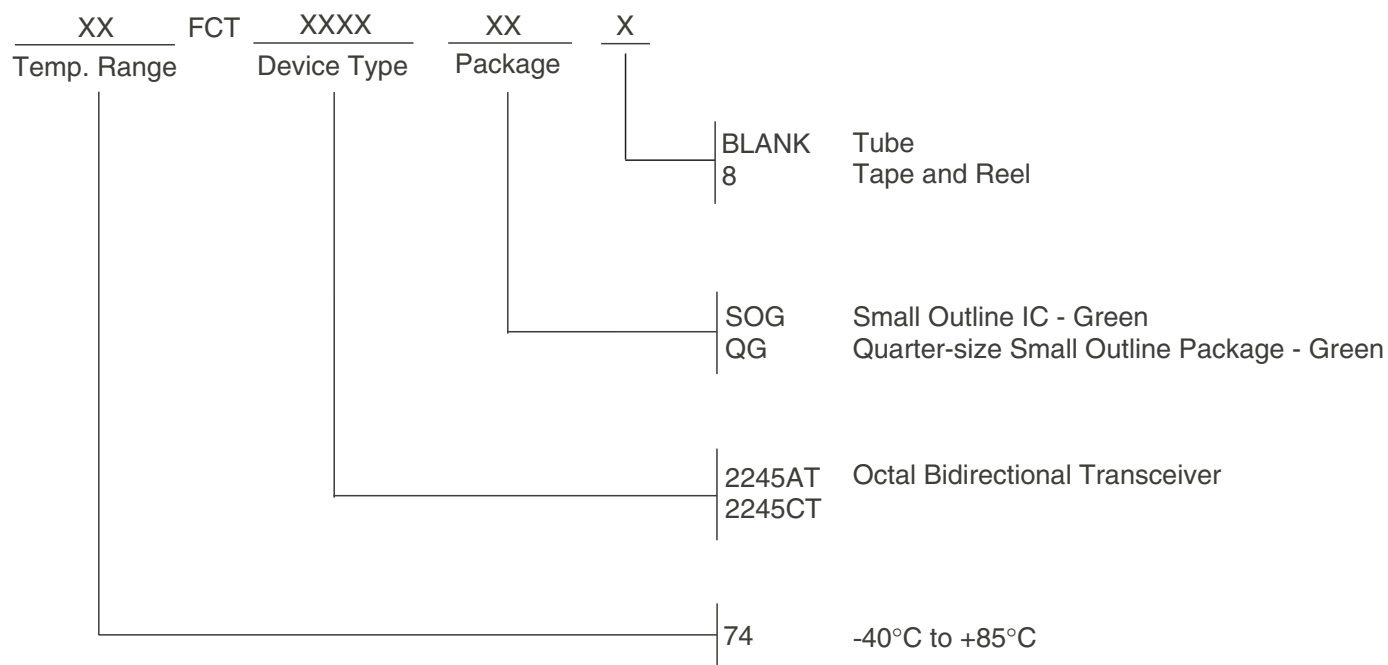 XX FCT XXXX XX X
Temp. Range Device Type Package
BLANK Tube
8 Tape and Reel
SOG Small Outline IC - Green
QG Quarter-size Small Outline Package - Green
2245AT Octal Bidirectional Transceiver
2245CT
74 -40°C to +85°C